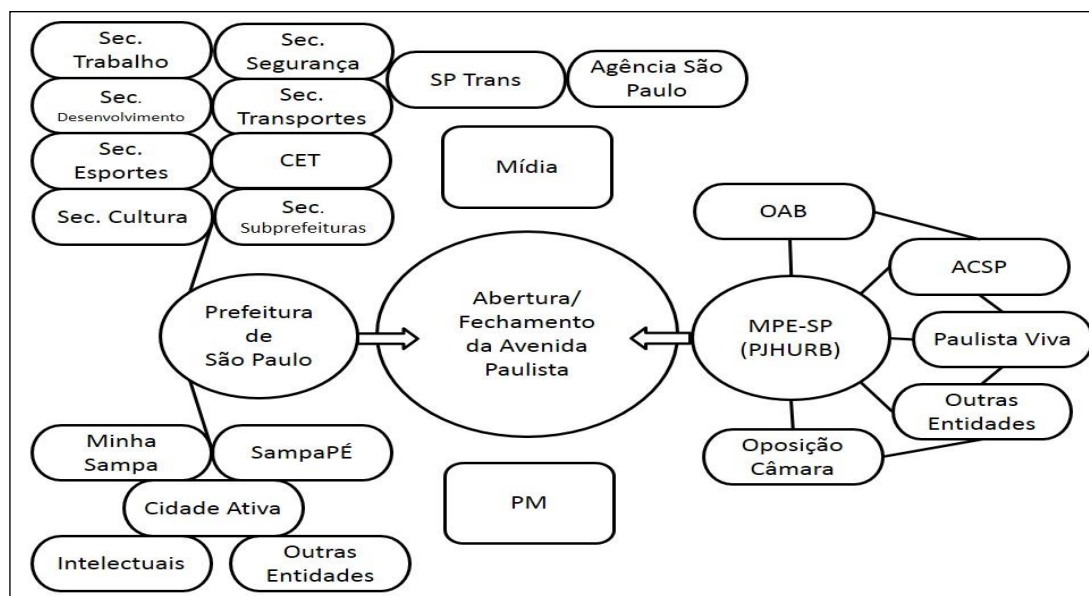 Sec.
Trabalho
Sec.
Segurança
SP Trans
Agência São
Paulo
Sec.
Desenvolvimento
Sec.
Transportes
Sec.
Esportes
CET
Mídia
Sec. Cultura
Sec.
Subprefeituras
OAB
ACSP
Prefeitura
de
São Paulo
Abertura/
Fechamento
da Avenida
Paulista
MPE-SP
(PJHURB)
Paulista Viva
Outras
Entidades
Oposição
Câmara
Minha
Sampa
SampaPÉ
Cidade Ativa
PM
Intelectuais
Outras
Entidades